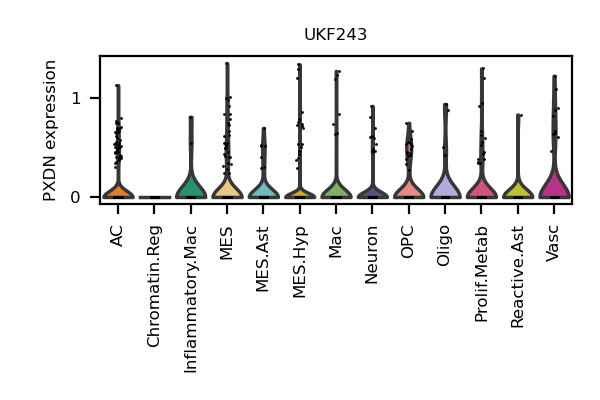 UKF243
PXDN expression
1
0
AC
Chromatin.Reg
Inflammatory.Mac
MES
MES.Ast
MES.Hyp
Mac
Neuron
OPC
Oligo
Prolif.Metab
Reactive.Ast
Vasc